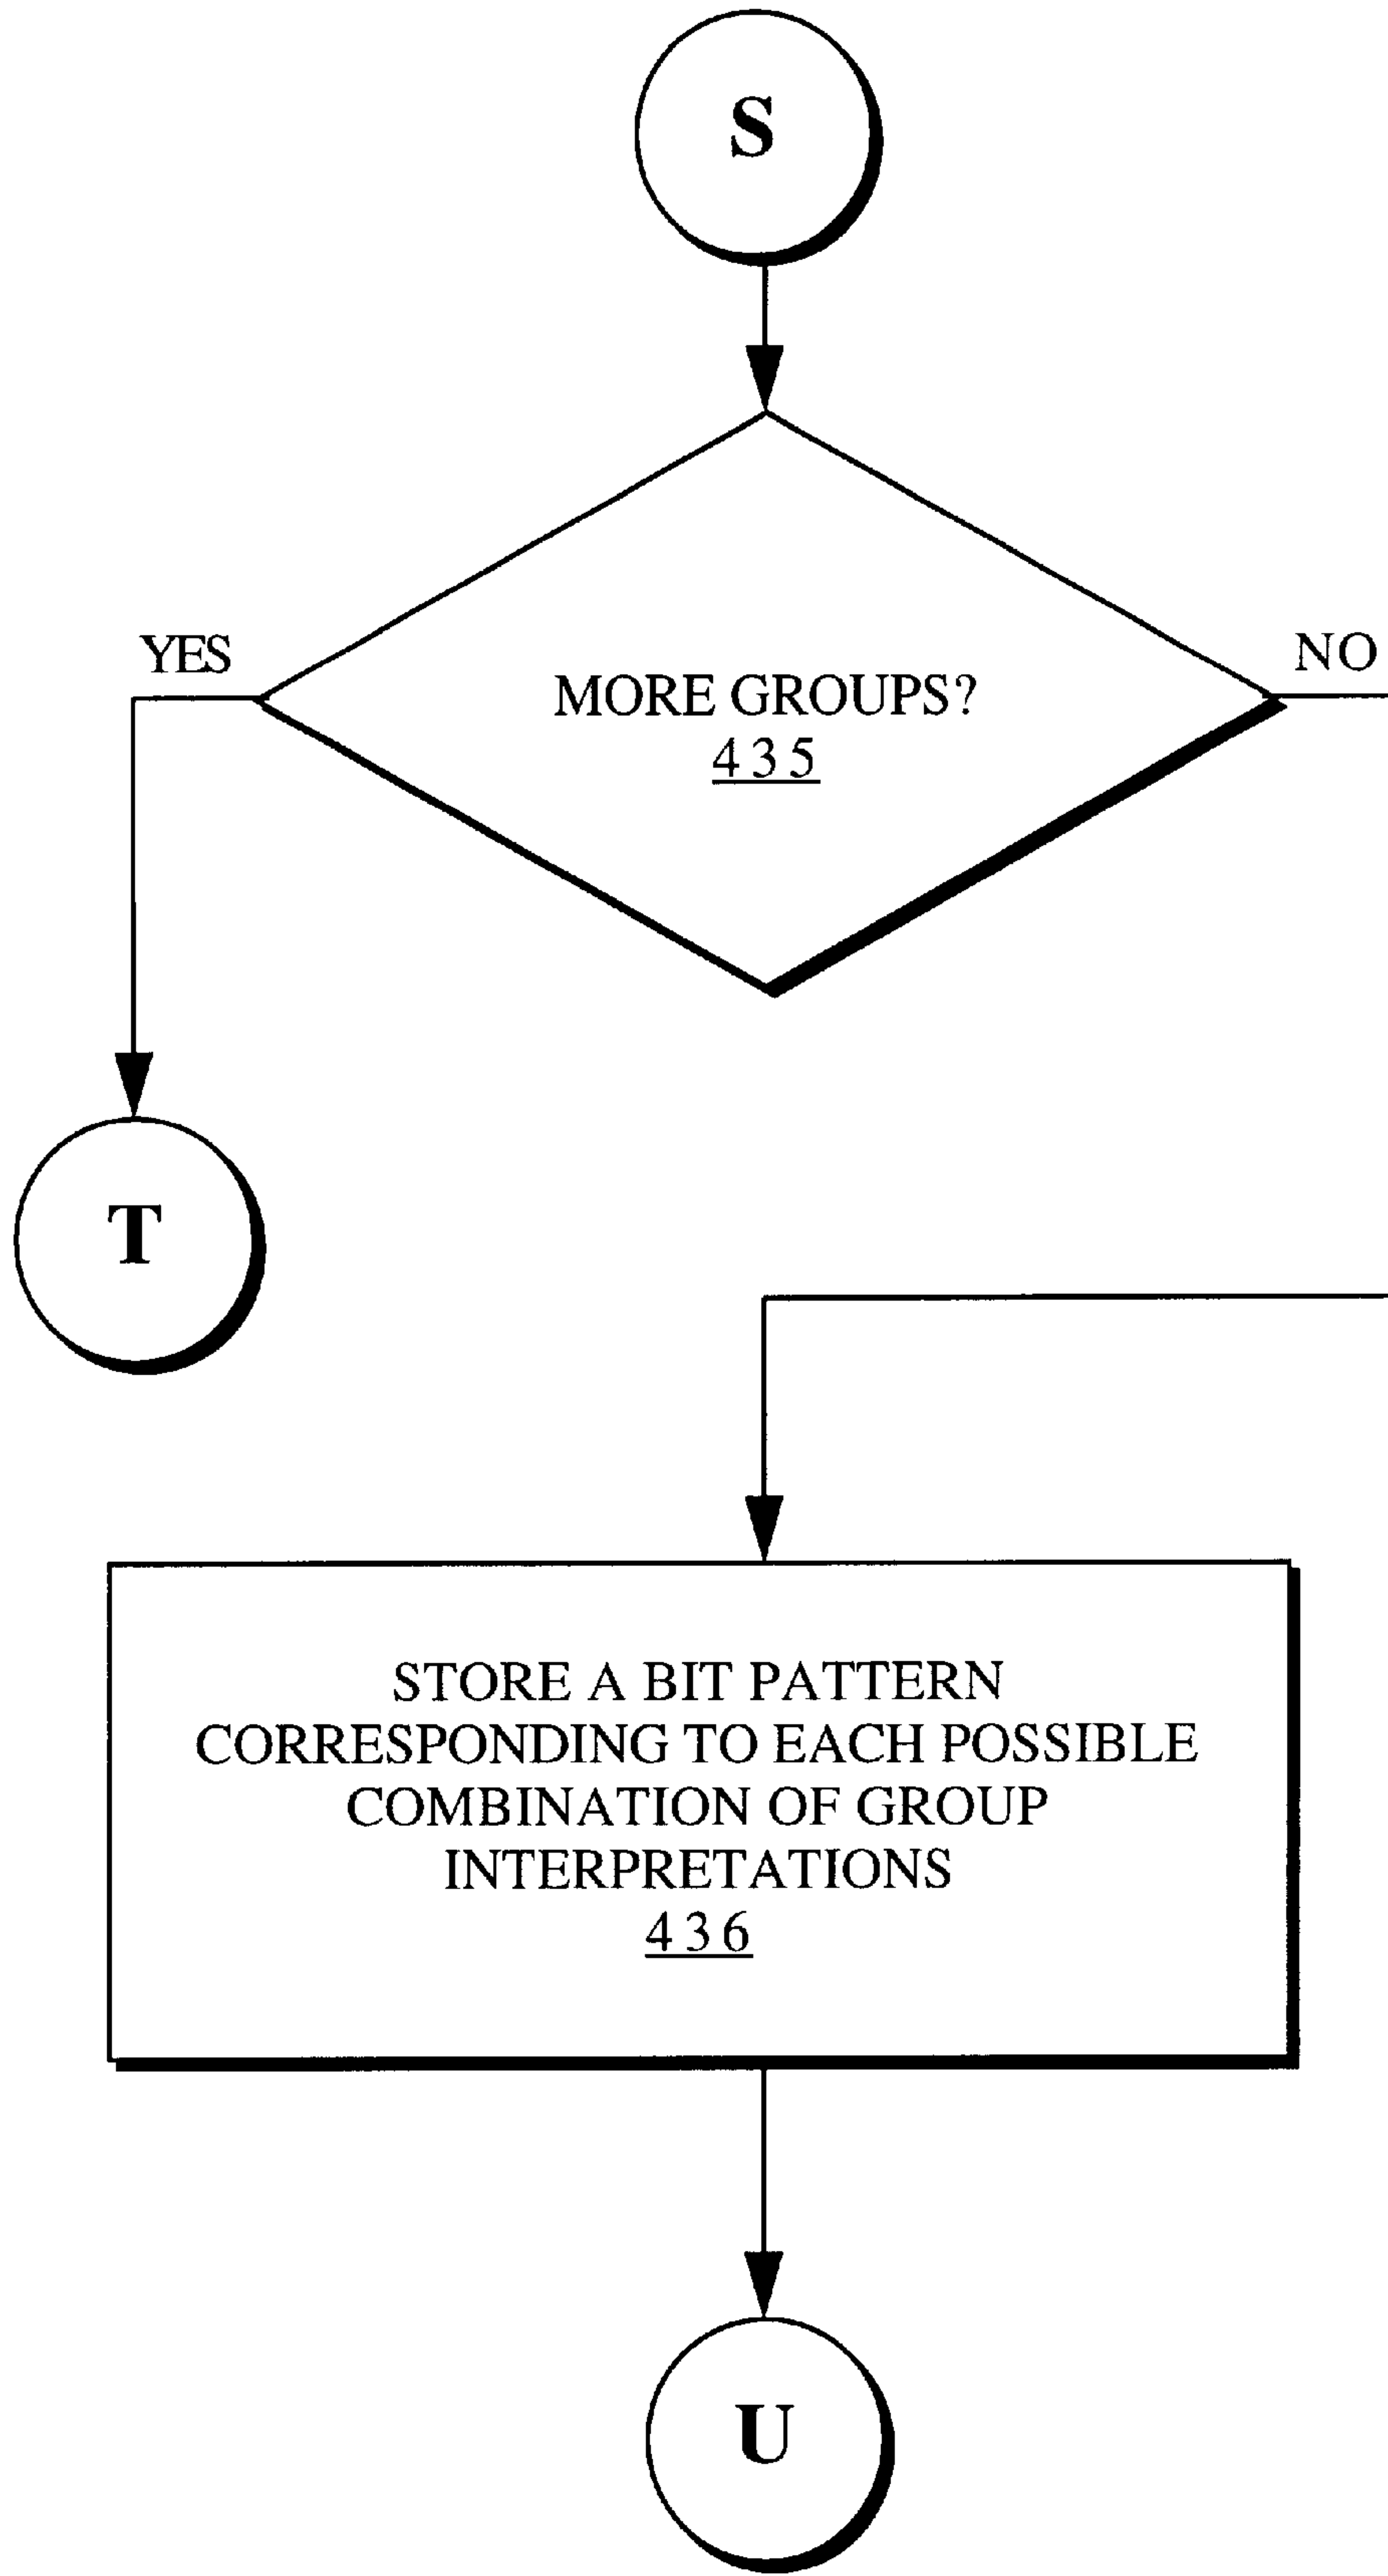 S
YES
NO
MORE GROUPS?
435
T
STORE A BIT PATTERN
CORRESPONDING TO EACH POSSIBLE
COMBINATION OF GROUP
INTERPRETATIONS
436
U